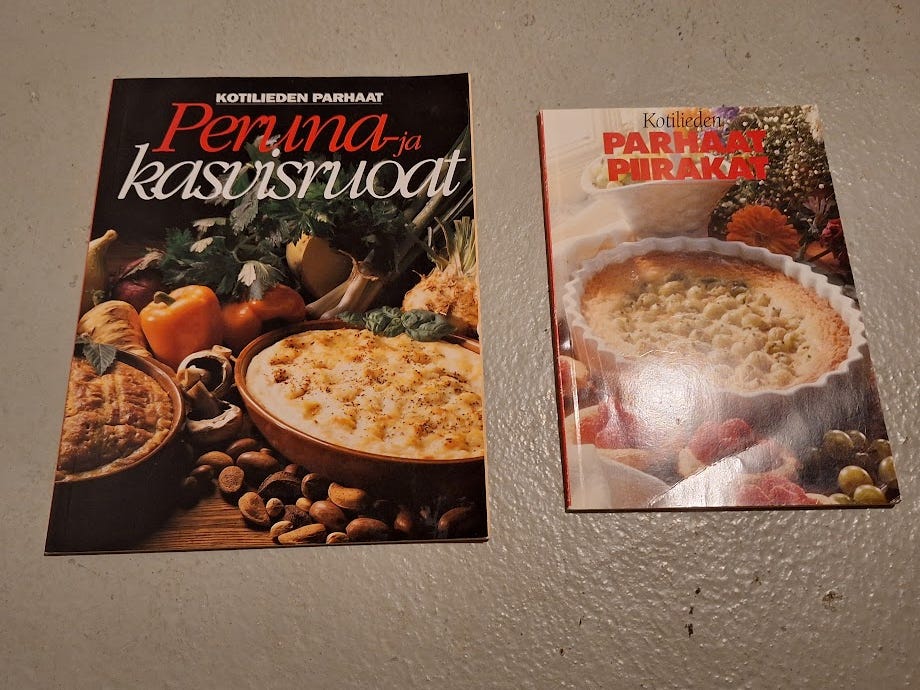 KOTILIEDEN PARHAAT
Peruna-ja
kasvisruoat
Kotilieden
PARHAAT
PIIRAKAT